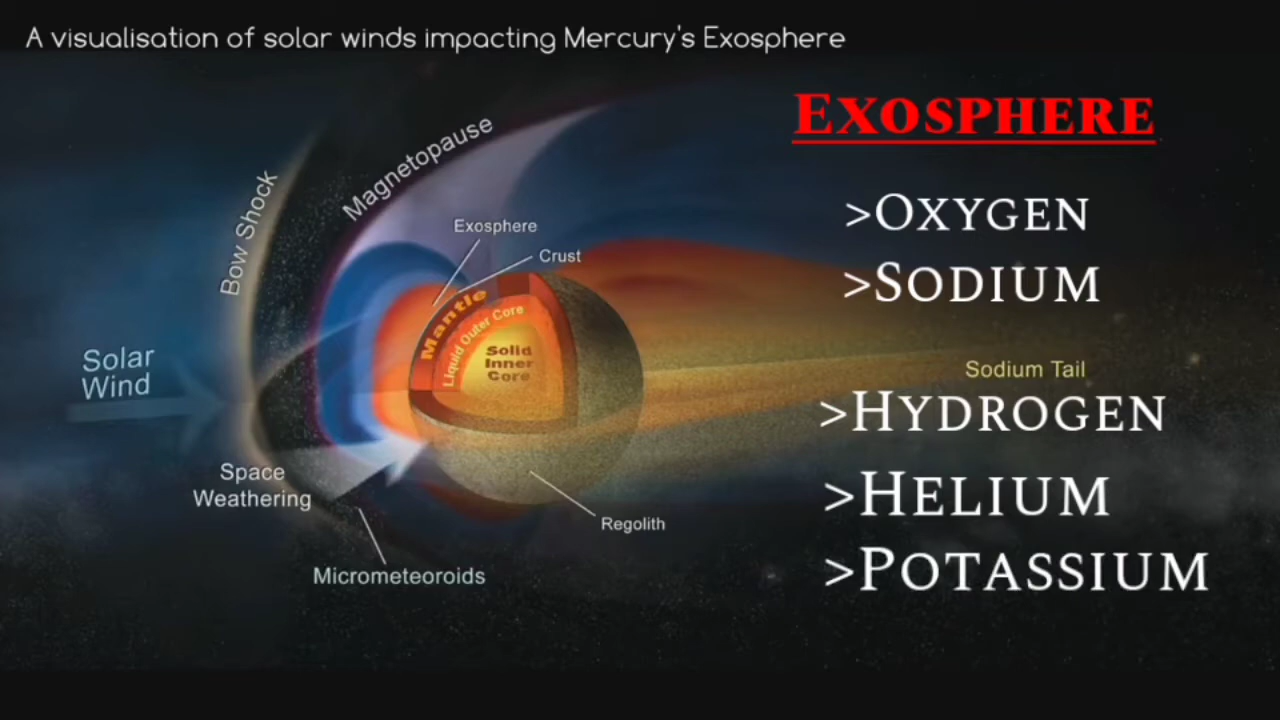 A visualisation of solar winds impacting Mercury's Exosphere
EXOSPHERE
>OXYGEN
>SODIUM
Sodium Tail
>HYDROGEN
>HELIUM
>POTASSIUM
Bow Shock
Magnetopause
Exosphere
Crust
Mantle
Liquid Outer Core
Solid
Inner
Core
Solar
Wind
Space
Weathering
Regolith
Micrometeoroids